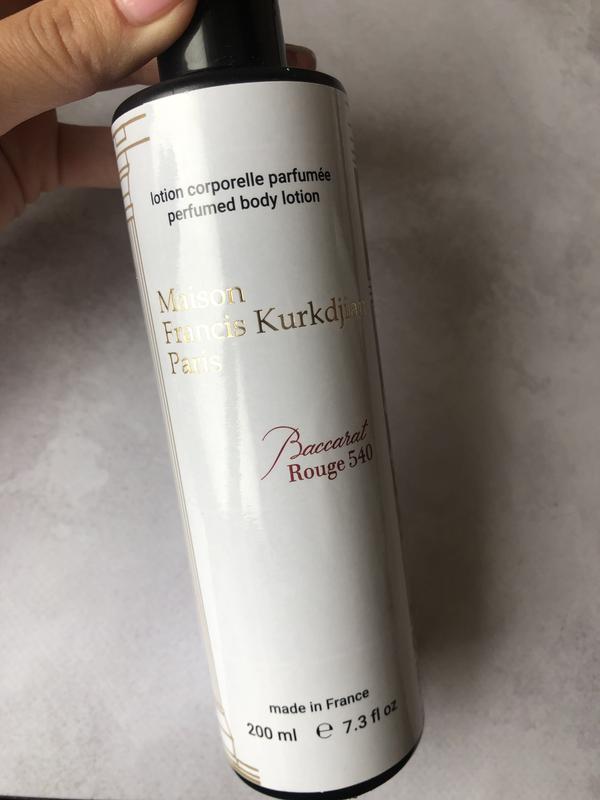 lotion corporelle parfumée
perfumed body lotion
Maison
Francis Kurkdjian
Paris
Baccarat
Rouge 540
made in France
200 ml ℮ 7.3 fl oz